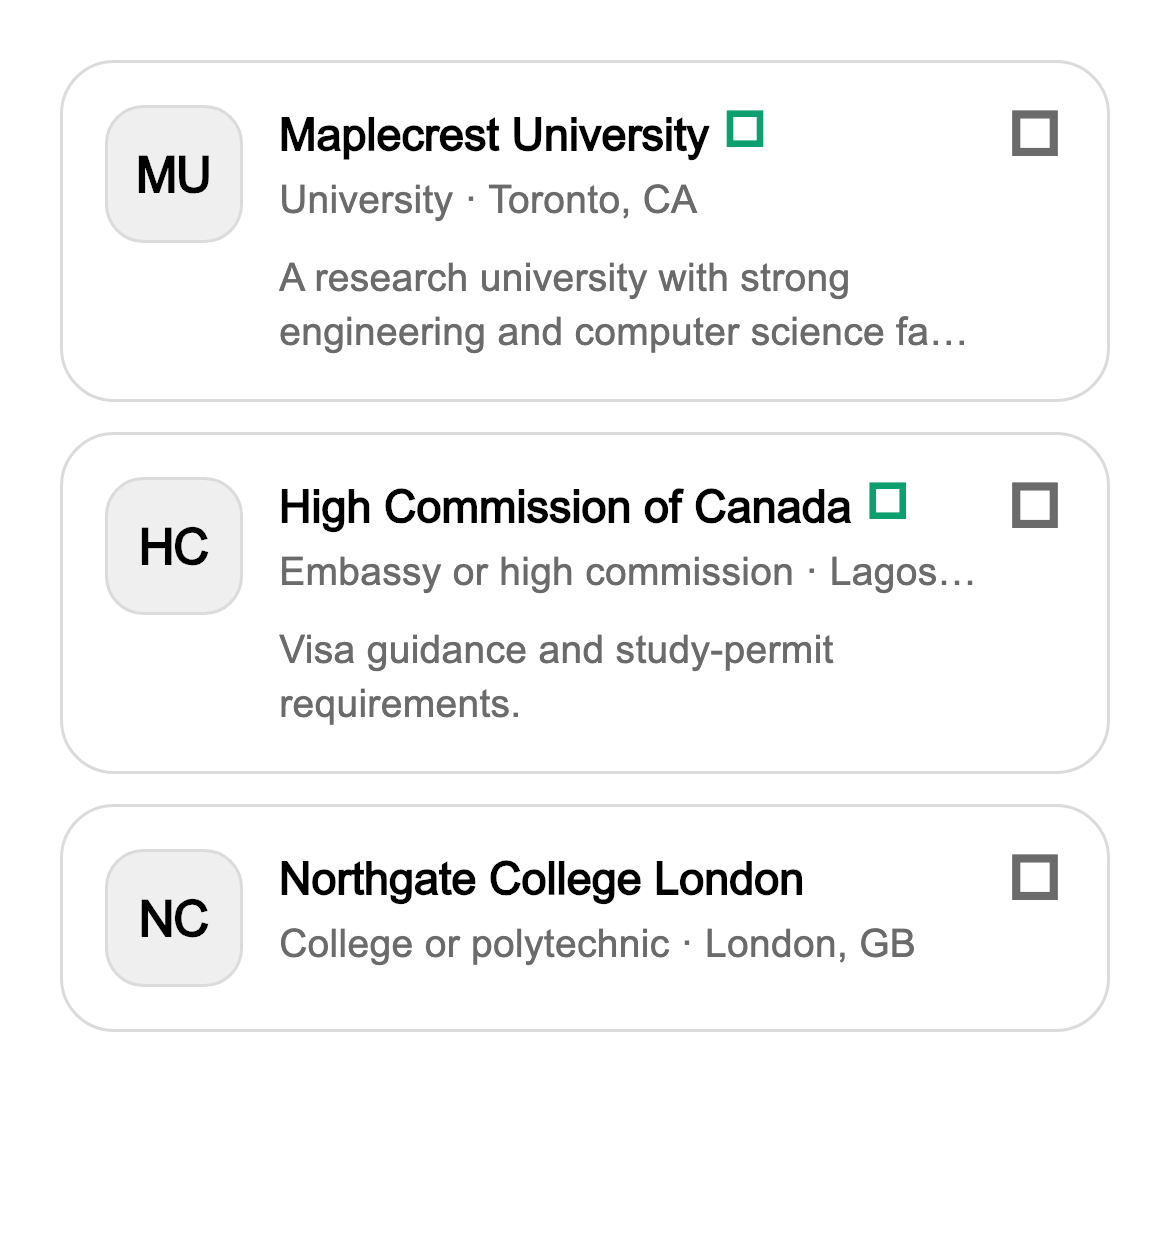 MU
Maplecrest University
University · Toronto, CA
A research university with strong
engineering and computer science fa…
HC
High Commission of Canada
Embassy or high commission · Lagos…
Visa guidance and study-permit
requirements.
NC
Northgate College London
College or polytechnic · London, GB